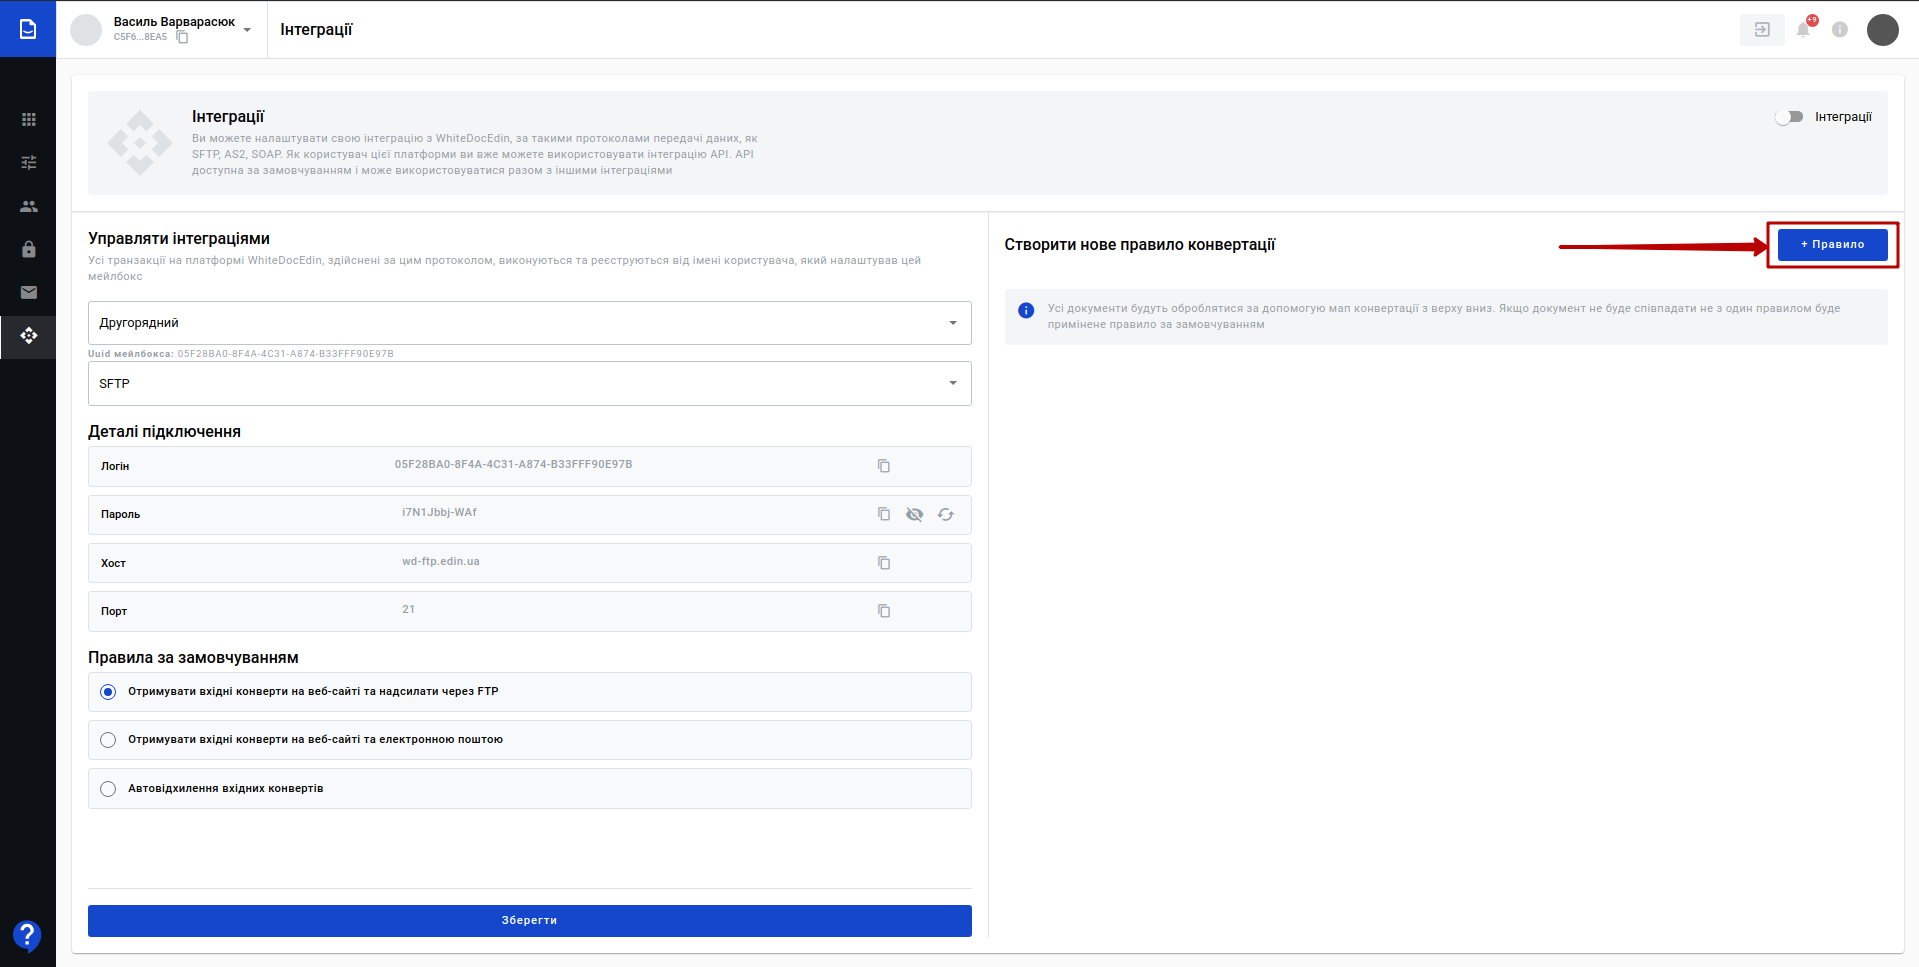 Василь Варварасюк
C5F6...8EA5
Інтеграції
+9
Інтеграції
Ви можете налаштувати свою інтеграцію з WhiteDocEdin, за такими протоколами передачі даних, як
SFTP, AS2, SOAP. Як користувач цієї платформи ви вже можете використовувати інтеграцію API. API
доступна за замовчуванням і може використовуватися разом з іншими інтеграціями
Інтеграції
Управляти інтеграціями
Усі транзакції на платформі WhiteDocEdin, здійснені за цим протоколом, виконуються та реєструються від імені користувача, який налаштував цей
мейлбокс
Другорядний
Uuid мейлбокса: 05F28BA0-8F4A-4C31-A874-B33FFF90E97B
SFTP
Деталі підключення
Логін 05F28BA0-8F4A-4C31-A874-B33FFF90E97B
Пароль i7N1Jbbj-WAf
Хост wd-ftp.edin.ua
Порт 21
Правила за замовчуванням
Отримувати вхідні конверти на веб-сайті та надсилати через FTP
Отримувати вхідні конверти на веб-сайті та електронною поштою
Автовідхилення вхідних конвертів
Зберегти
Створити нове правило конвертації
+ Правило
Усі документи будуть оброблятися за допомогую мап конвертації з верху вниз. Якщо документ не буде співпадати не з один правилом буде
примінене правило за замовчуванням